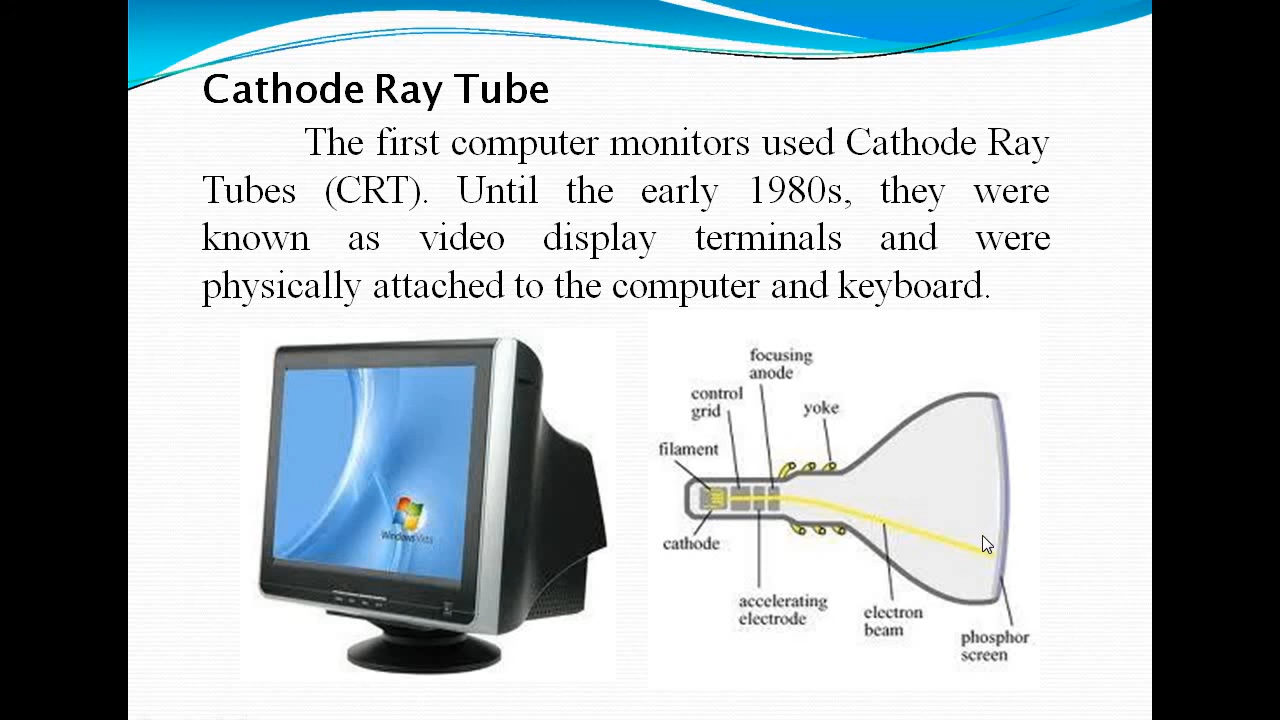 Cathode Ray Tube
The first computer monitors used Cathode Ray
Tubes (CRT). Until the early 1980s, they were
known as video display terminals and were
physically attached to the computer and keyboard.
Windows Vista
focusing
anode
control
grid
yoke
filament
cathode
accelerating
electrode
electron
beam
phosphor
screen